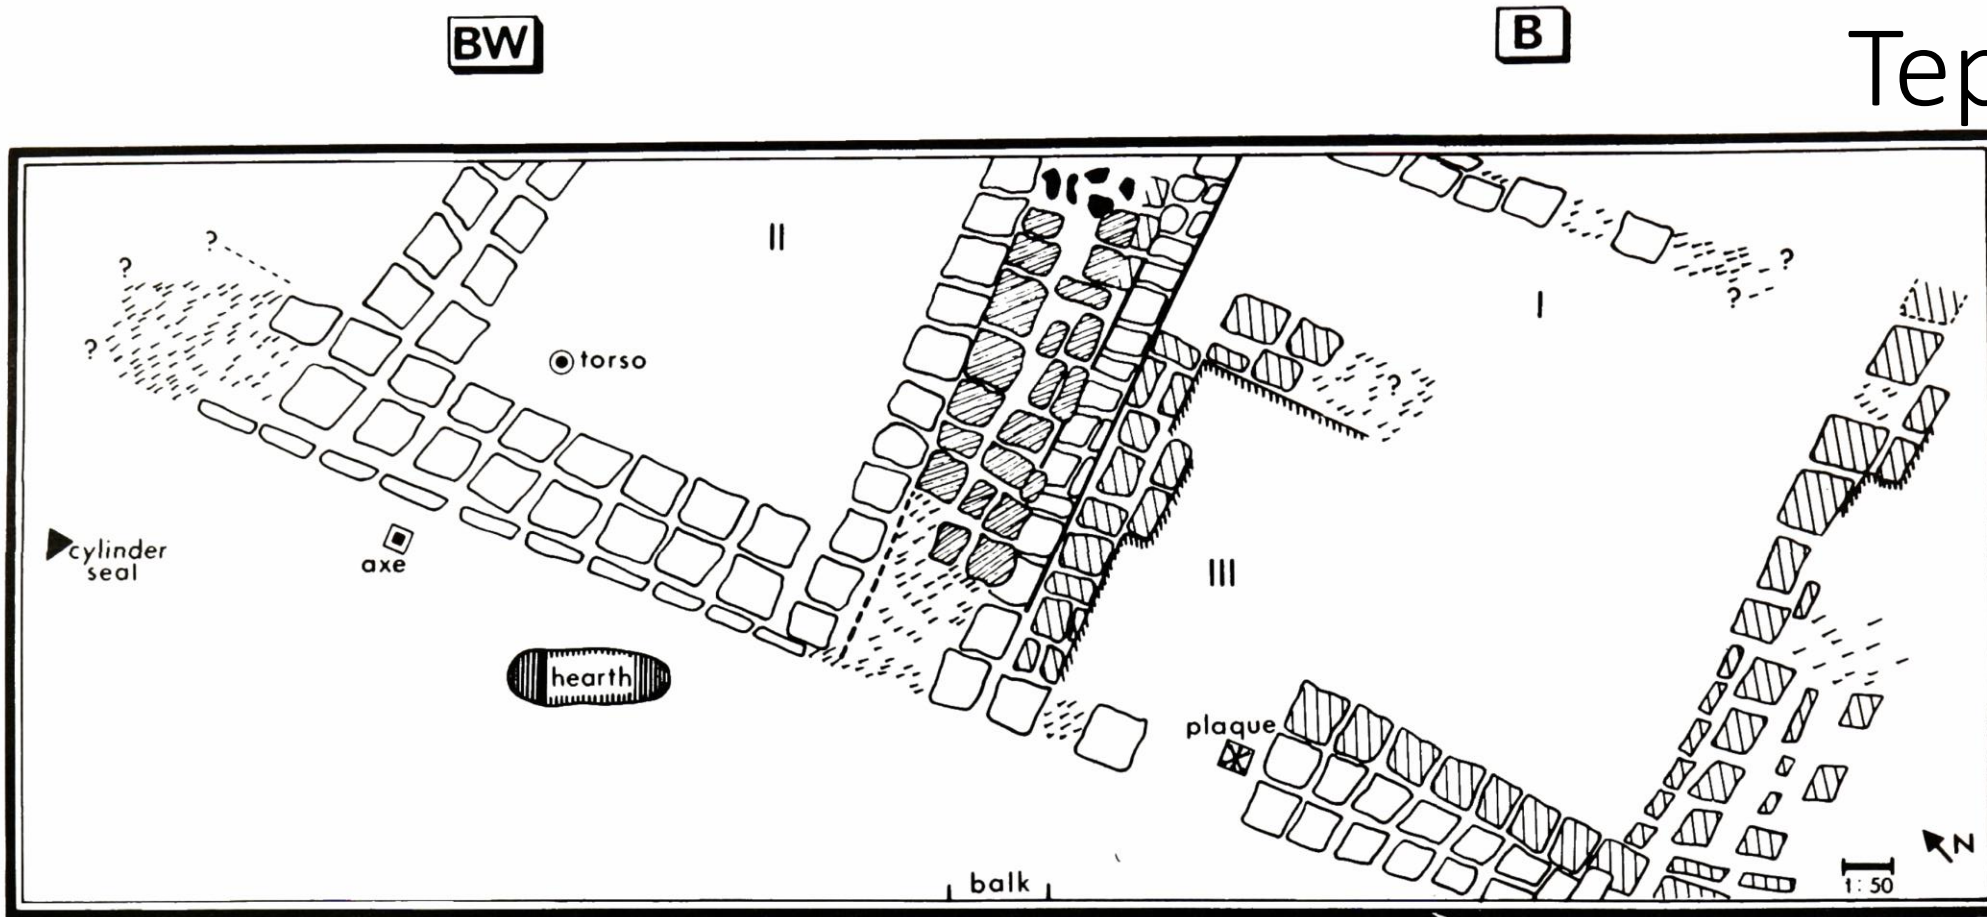 BW
B
Tep
?
II
?
I
?
?
?
torso
?
cylinder
seal
axe
III
hearth
plaque
N
balk
1:50